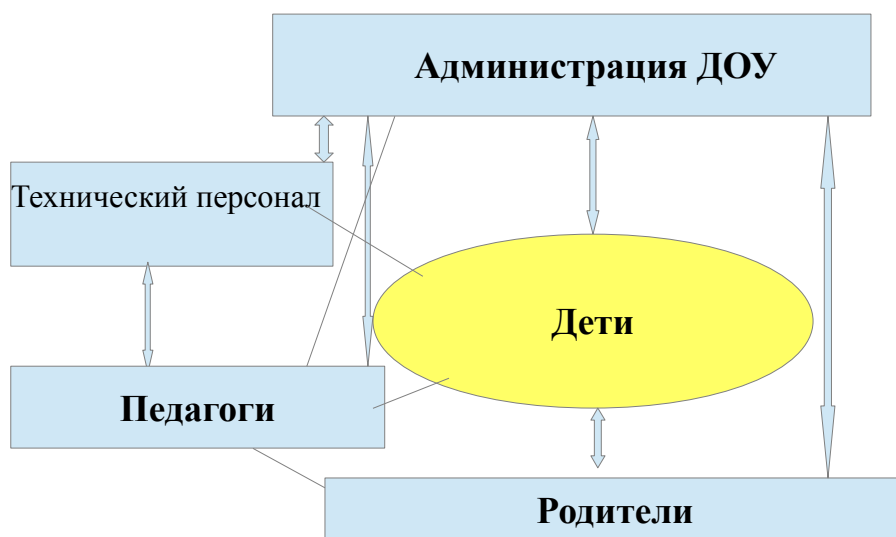 Администрация ДОУ
Технический персонал
Дети
Педагоги
Родители